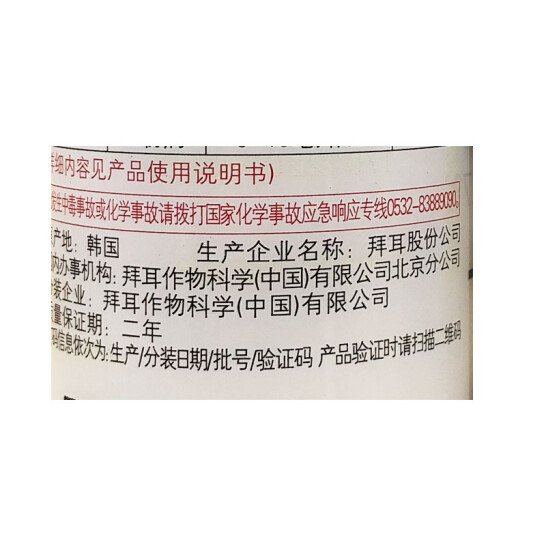 详细内容见产品使用说明书)
发生中毒事故或化学事故请拨打国家化学事故应急响应专线0532-83889090。
产地: 韩国 生产企业名称: 拜耳股份公司
内办事机构: 拜耳作物科学(中国)有限公司北京分公司
分装企业: 拜耳作物科学(中国)有限公司
质量保证期: 二年
码信息依次为: 生产/分装日期/批号/验证码 产品验证时请扫描二维码